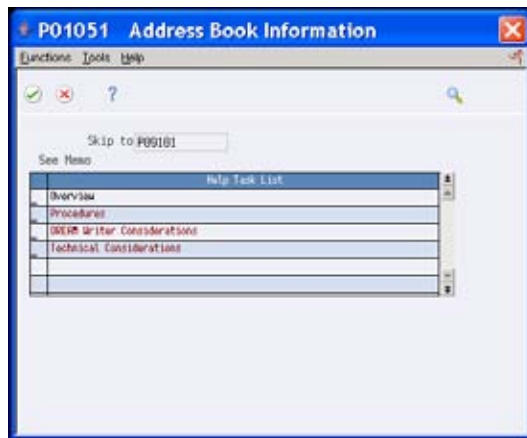 P01051 Address Book Information
Functions Tools Help
?
Skip to P09101
See Memo
Help Task List
Overview
Procedures
DREAM Writer Considerations
Technical Considerations